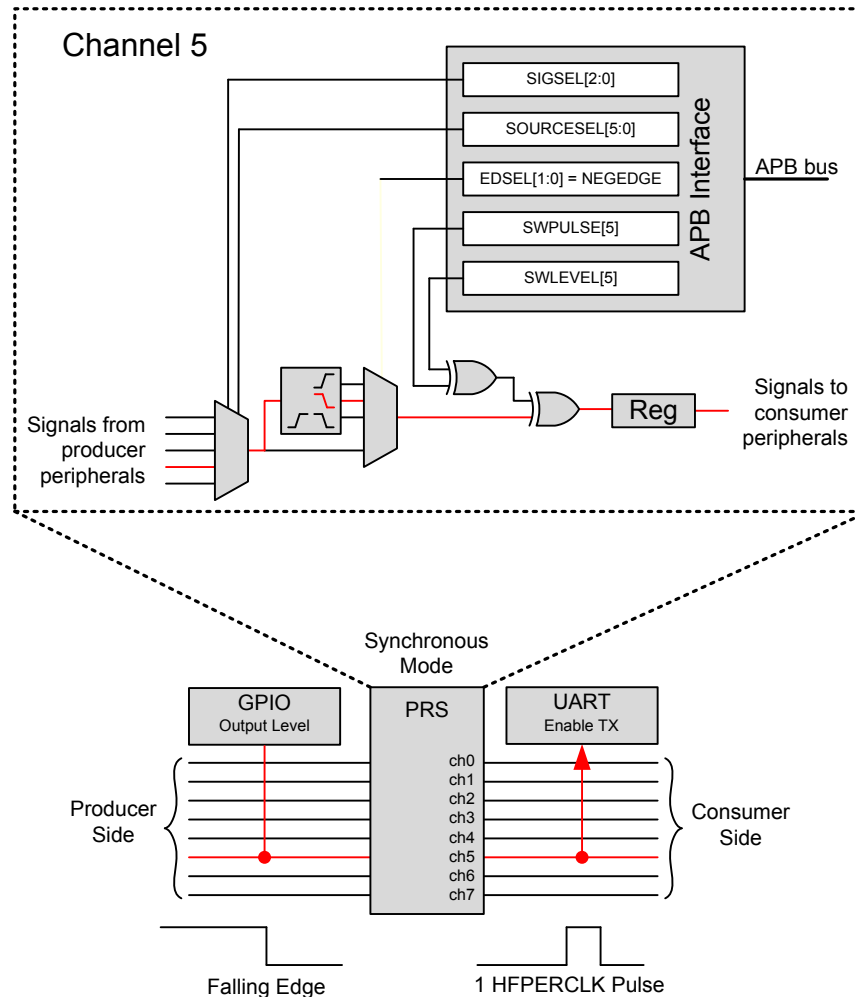 Channel 5
SIGSEL[2:0]
SOURCESEL[5:0]
EDSEL[1:0] = NEGEDGE
SWPULSE[5]
SWLEVEL[5]
APB Interface
APB bus
Signals from
producer
peripherals
Reg
Signals to
consumer
peripherals
Synchronous
Mode
GPIO
Output Level
PRS
UART
Enable TX
ch0
ch1
ch2
ch3
ch4
ch5
ch6
ch7
Producer
Side
Consumer
Side
Falling Edge
1 HFPERCLK Pulse